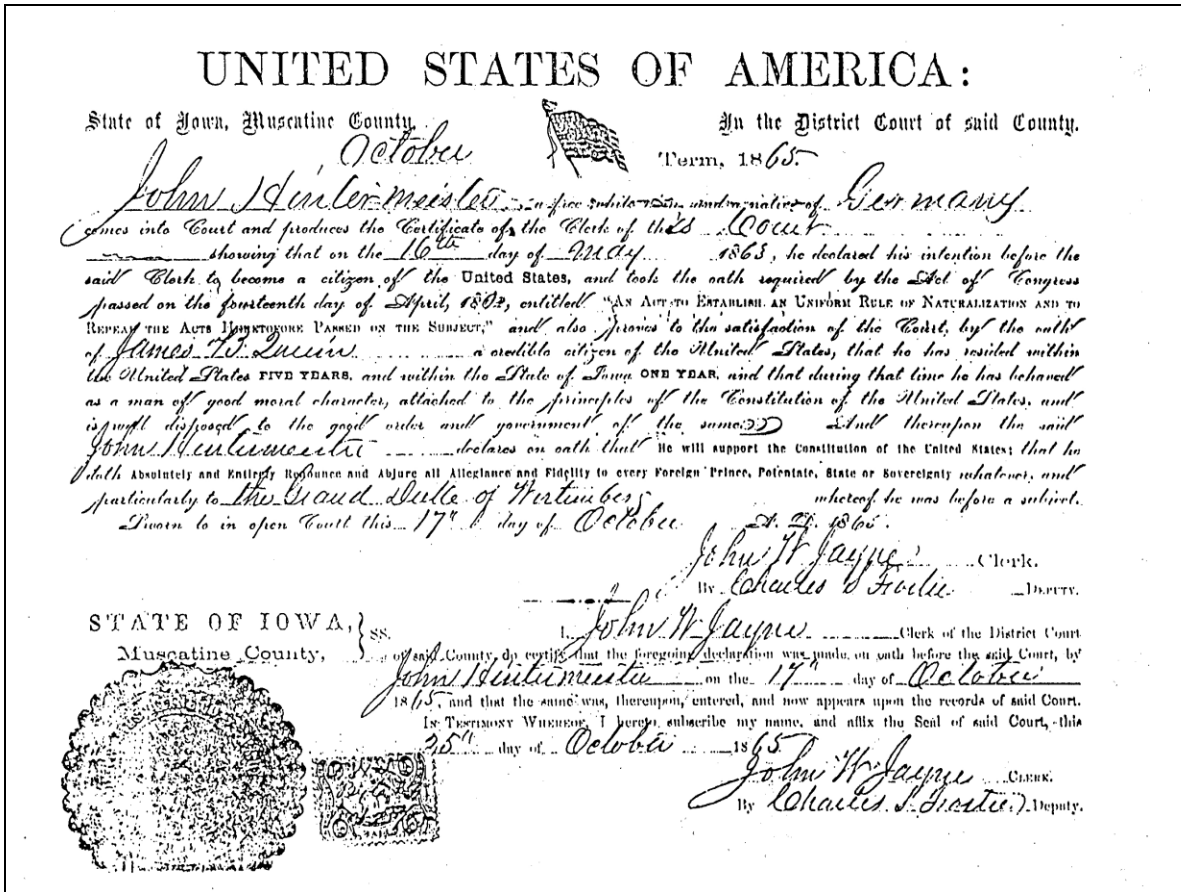 UNITED STATES OF AMERICA:
State of Iowa, Muscatine County. In the District Court of said County.
October Term, 1865.
John Hintermeister, a free white man and a native of Germany
comes into Court and produces the Certificate of the Clerk of this Court
showing that on the 16th day of May 1863, he declared his intention before the
said Clerk to become a citizen of the United States, and took the oath required by the Act of Congress
passed on the fourteenth day of April, 1802, entitled "AN ACT TO ESTABLISH AN UNIFORM RULE OF NATURALIZATION AND TO
REPEAL THE ACTS HERETOFORE PASSED ON THE SUBJECT," and also proves to the satisfaction of the Court, by the oath
of James B. Quinn a credible citizen of the United States, that he has resided within
the United States FIVE YEARS, and within the State of Iowa ONE YEAR, and that during that time he has behaved
as a man of good moral character, attached to the principles of the Constitution of the United States, and
is well disposed to the good order and government of the same: And thereupon the said
John Hintermeister declares on oath that He will support the Constitution of the United States; that he
doth Absolutely and Entirely Renounce and Abjure all Allegiance and Fidelity to every Foreign Prince, Potentate, State or Sovereignty whatever, and
particularly to the Grand Duke of Wirtemberg whereof he was before a subject.
Sworn to in open Court this 17" day of October A. D. 1865.
John W Jayne Clerk.
By Charles S DEPUTY.
STATE OF IOWA, } ss. I, John W Jayne Clerk of the District Court
Muscatine County, of said County, do certify that the foregoing declaration was made, on oath before the said Court, by
John Hintermeister on the 17" day of October
1865, and that the same was, thereupon, entered, and now appears upon the records of said Court.
IN TESTIMONY WHEREOF, I hereto subscribe my name, and affix the Seal of said Court, this
25" day of October 1865
John W Jayne CLERK.
By Charles S. Deputy.